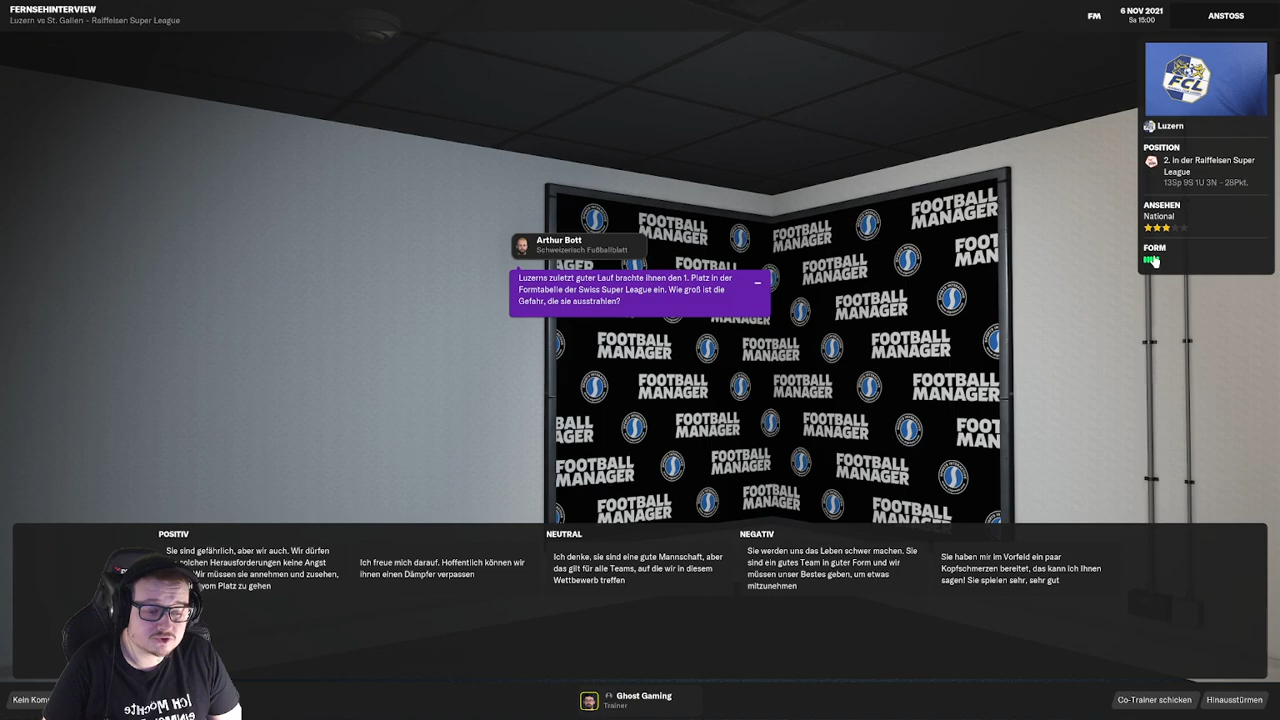 FERNSEHINTERVIEW
Luzern vs St. Gallen - Raiffeisen Super League
FM
6 NOV 2021
Sa 15:00
ANSTOSS
FCL
Luzern
POSITION
2. in der Raiffeisen Super
League
13Sp 9S 1U 3N - 28Pkt.
ANSEHEN
National
FORM
Arthur Bott
Schweizerisch Fußballblatt
Luzerns zuletzt guter Lauf brachte ihnen den 1. Platz in der
Formtabelle der Swiss Super League ein. Wie groß ist die
Gefahr, die sie ausstrahlen?
FOOTBALL MANAGER
POSITIV
Sie sind gefährlich, aber wir auch. Wir dürfen
solchen Herausforderungen keine Angst
Wir müssen sie annehmen und zusehen,
vom Platz zu gehen
Ich freue mich darauf. Hoffentlich können wir
ihnen einen Dämpfer verpassen
NEUTRAL
Ich denke, sie sind eine gute Mannschaft, aber
das gilt für alle Teams, auf die wir in diesem
Wettbewerb treffen
NEGATIV
Sie werden uns das Leben schwer machen. Sie
sind ein gutes Team in guter Form und wir
müssen unser Bestes geben, um etwas
mitzunehmen
Sie haben mir im Vorfeld ein paar
Kopfschmerzen bereitet, das kann ich Ihnen
sagen! Sie spielen sehr, sehr gut
Ich Möchte
Kein Kom
Ghost Gaming
Trainer
Co-Trainer schicken
Hinausstürmen